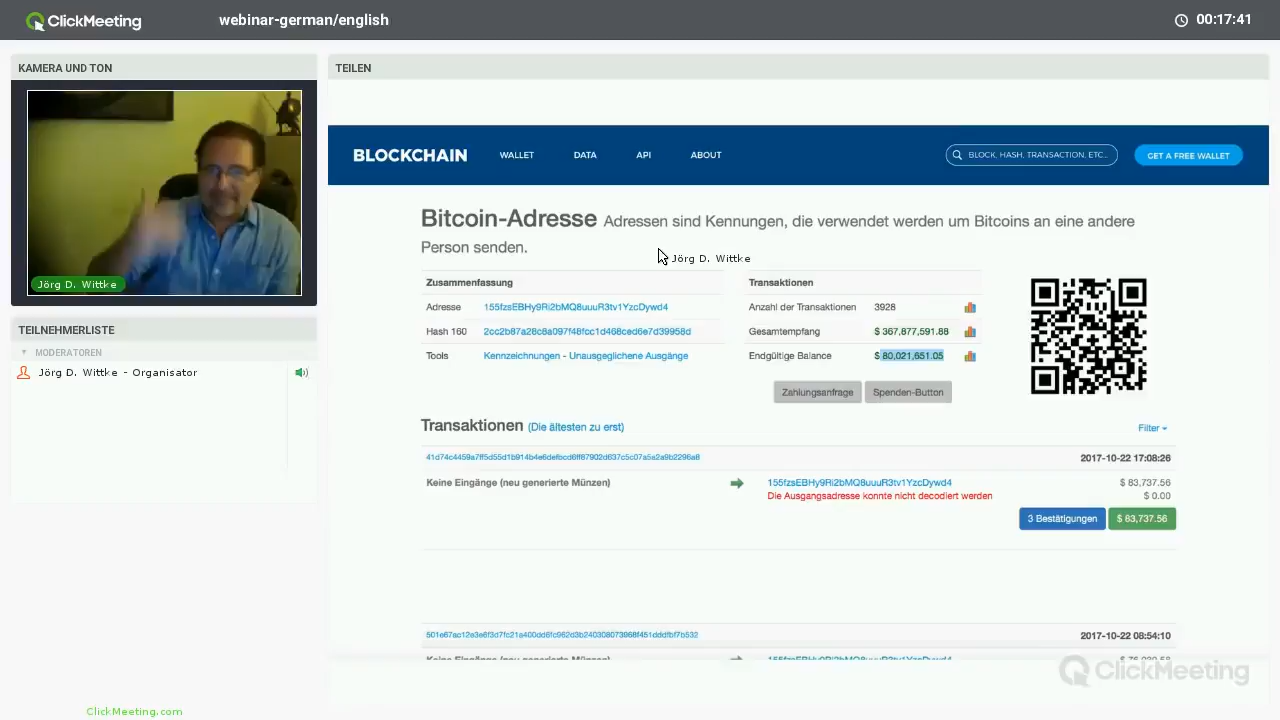 ClickMeeting
webinar-german/english
00:17:41
KAMERA UND TON
Jörg D. Wittke
TEILNEHMERLISTE
MODERATOREN
Jörg D. Wittke - Organisator
ClickMeeting.com
TEILEN
BLOCKCHAIN
WALLET
DATA
API
ABOUT
BLOCK, HASH, TRANSACTION, ETC...
GET A FREE WALLET
Bitcoin-Adresse Adressen sind Kennungen, die verwendet werden um Bitcoins an eine andere
Person senden.
Jörg D. Wittke
Zusammenfassung
Adresse 155fzsEBHy9Ri2bMQ8uuuR3tv1YzcDywd4
Hash 160
Tools Kennzeichnungen - Unausgeglichene Ausgänge
Transaktionen
Anzahl der Transaktionen 3928
Gesamtempfang $ 367,877,591.88
Endgültige Balance $ 80,021,651.05
Zahlungsanfrage
Spenden-Button
Transaktionen (Die ältesten zu erst)
Filter
2017-10-22 17:08:26
Keine Eingänge (neu generierte Münzen)
155fzsEBHy9Ri2bMQ8uuuR3tv1YzcDywd4
Die Ausgangsadresse konnte nicht decodiert werden
$ 83,737.56
$ 0.00
3 Bestätigungen
$ 83,737.56
2017-10-22 08:54:10
Keine Eingänge (neu generierte Münzen)
155fzsEBHy9Ri2bMQ8uuuR3tv1YzcDywd4
ClickMeeting